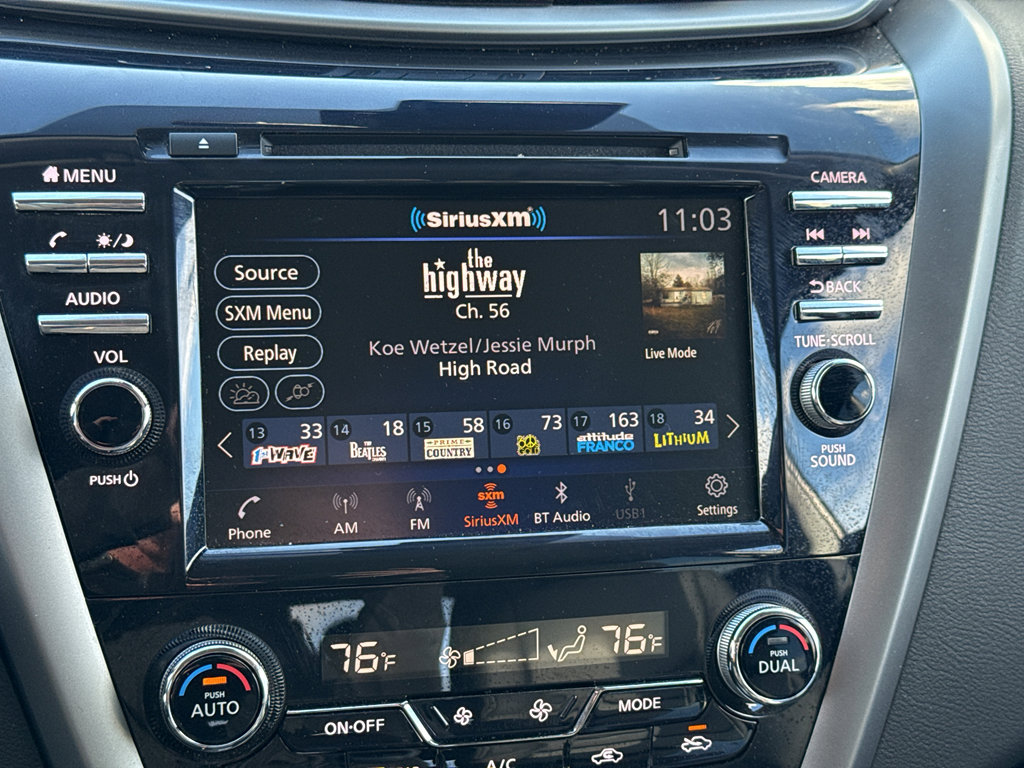 MENU
CAMERA
SiriusXM
11:03
AUDIO
BACK
Source
the
highway
Ch. 56
SXM Menu
Replay
Koe Wetzel/Jessie Murph
High Road
Live Mode
VOL
TUNE·SCROLL
PUSH
PUSH
SOUND
13 33 14 18 15 58 16 73 17 163 18 34
1st WAVE THE BEATLES CHANNEL PRIME COUNTRY attitude FRANCO LITHIUM
Phone AM FM sxm SiriusXM BT Audio USB1 Settings
76°F 76°F
PUSH
AUTO
PUSH
DUAL
ON·OFF
MODE
A/C